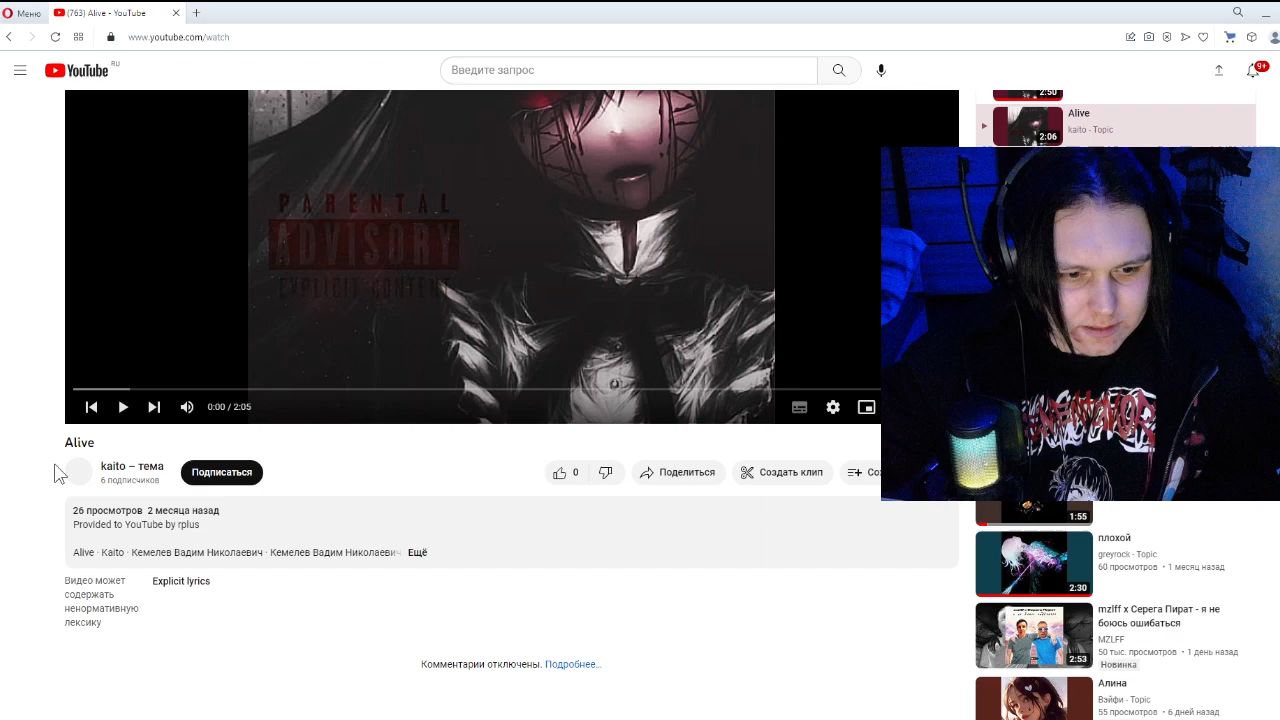 Меню
(763) Alive - YouTube
www.youtube.com/watch
YouTube RU
Введите запрос
9+
2:50
Alive
kaito - Topic
2:06
PARENTAL
ADVISORY
EXPLICIT CONTENT
0:00 / 2:05
Alive
kaito – тема
6 подписчиков
Подписаться
0
Поделиться
Создать клип
26 просмотров 2 месяца назад
Provided to YouTube by rplus
Alive · Kaito · Кемелев Вадим Николаевич · Кемелев Вадим Николаевич
Ещё
Видео может
содержать
ненормативную
лексику
Explicit lyrics
Комментарии отключены. Подробнее…
1:55
плохой
greyrock - Topic
60 просмотров • 1 месяц назад
2:30
mzlff x Серега Пират - я не
боюсь ошибаться
MZLFF
50 тыс. просмотров • 1 день назад
Новинка
2:53
Алина
Вэйфи - Topic
55 просмотров • 6 дней назад